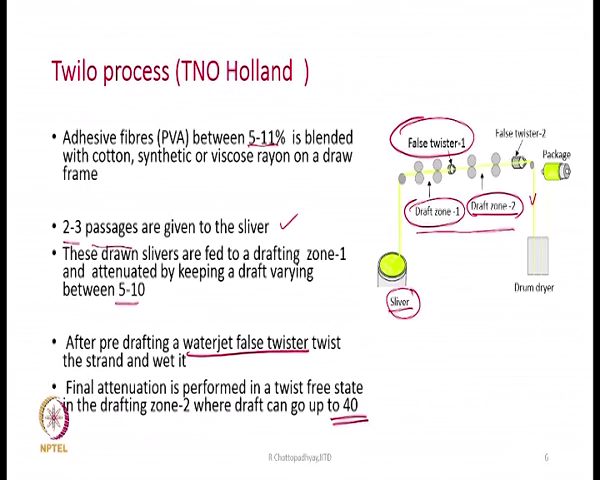 Twilo process (TNO Holland )
• Adhesive fibres (PVA) between 5-11% is blended
with cotton, synthetic or viscose rayon on a draw
frame
• 2-3 passages are given to the sliver
• These drawn slivers are fed to a drafting zone-1
and attenuated by keeping a draft varying
between 5-10
• After pre drafting a waterjet false twister twist
the strand and wet it
• Final attenuation is performed in a twist free state
in the drafting zone-2 where draft can go up to 40
False twister-1
False twister-2
Package
Draft zone -1
Draft zone -2
Sliver
Drum dryer
NPTEL
R Chattopadhyay,IITD
6